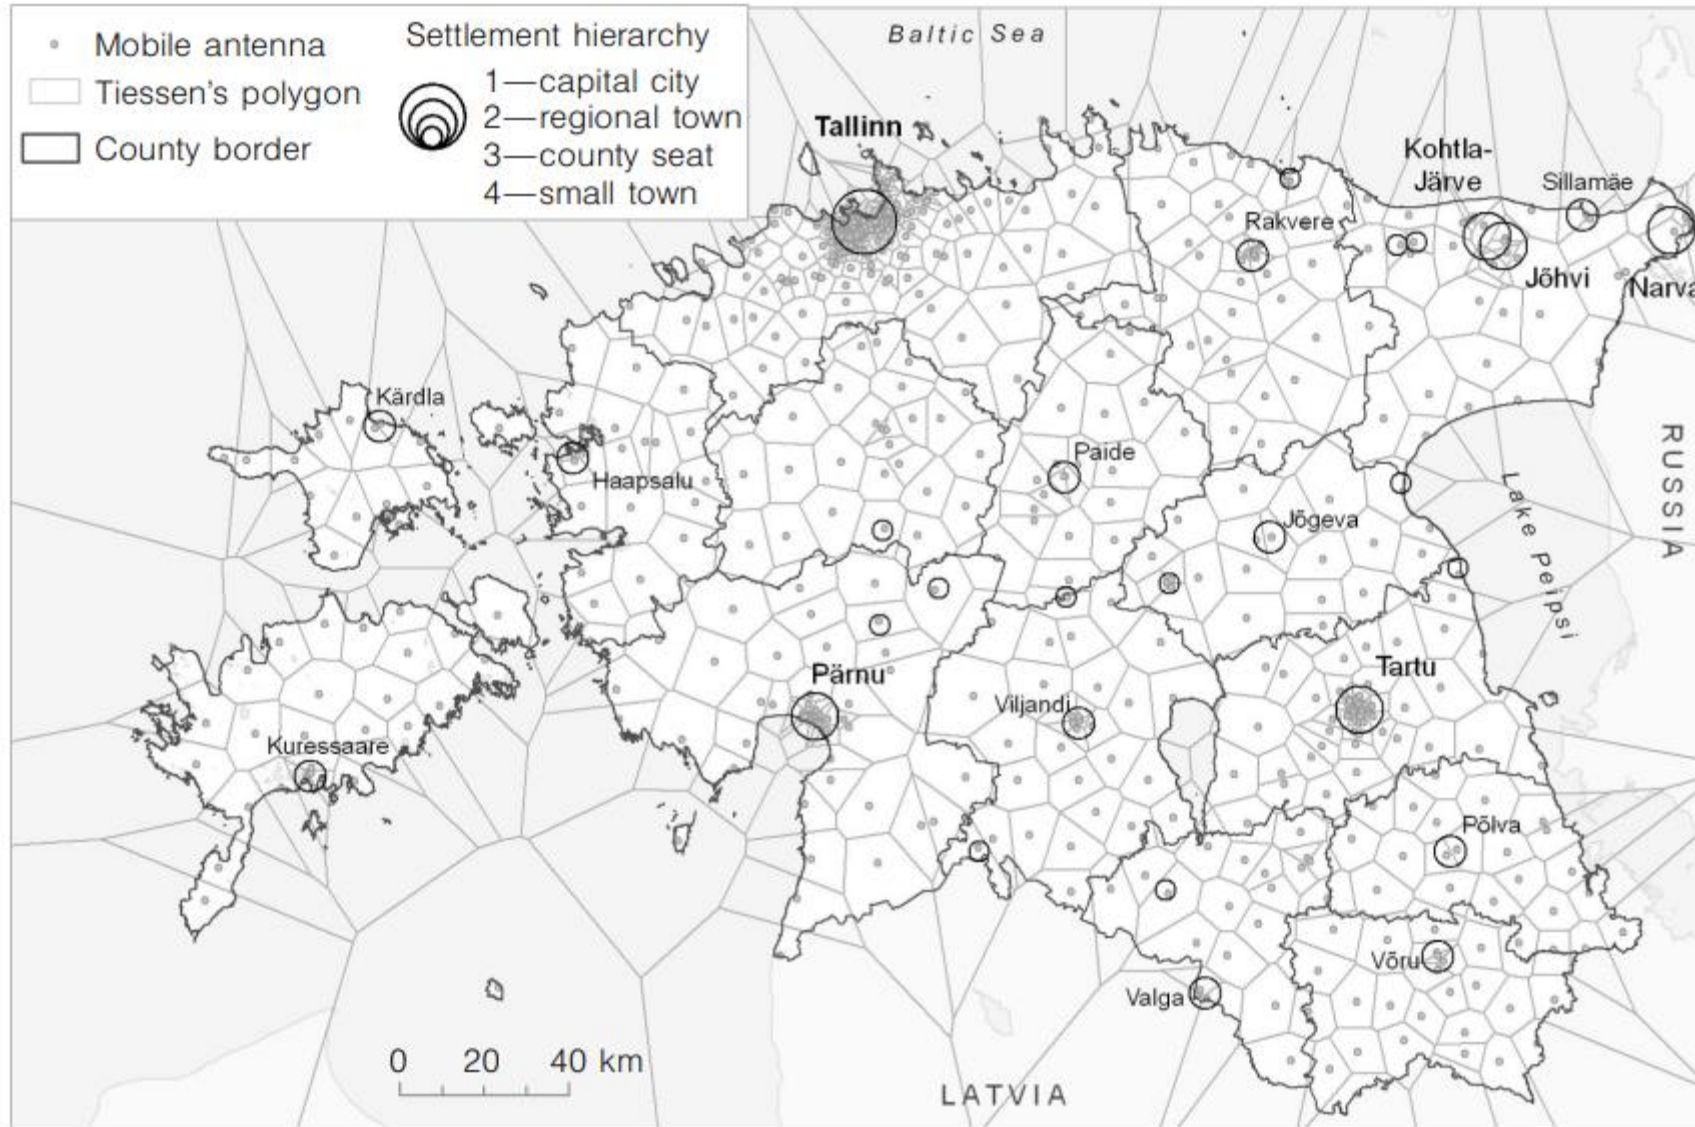 Mobile antenna
Tiessen's polygon
County border
Settlement hierarchy
1—capital city
2—regional town
3—county seat
4—small town
Baltic Sea
Tallinn
Kohtla-
Järve
Sillamäe
Rakvere
Jõhvi
Narva
Kärdla
Haapsalu
Paide
Jõgeva
Lake Peipsi
RUSSIA
Pärnu
Tartu
Viljandi
Kuressaare
Põlva
Võru
Valga
0 20 40 km
LATVIA